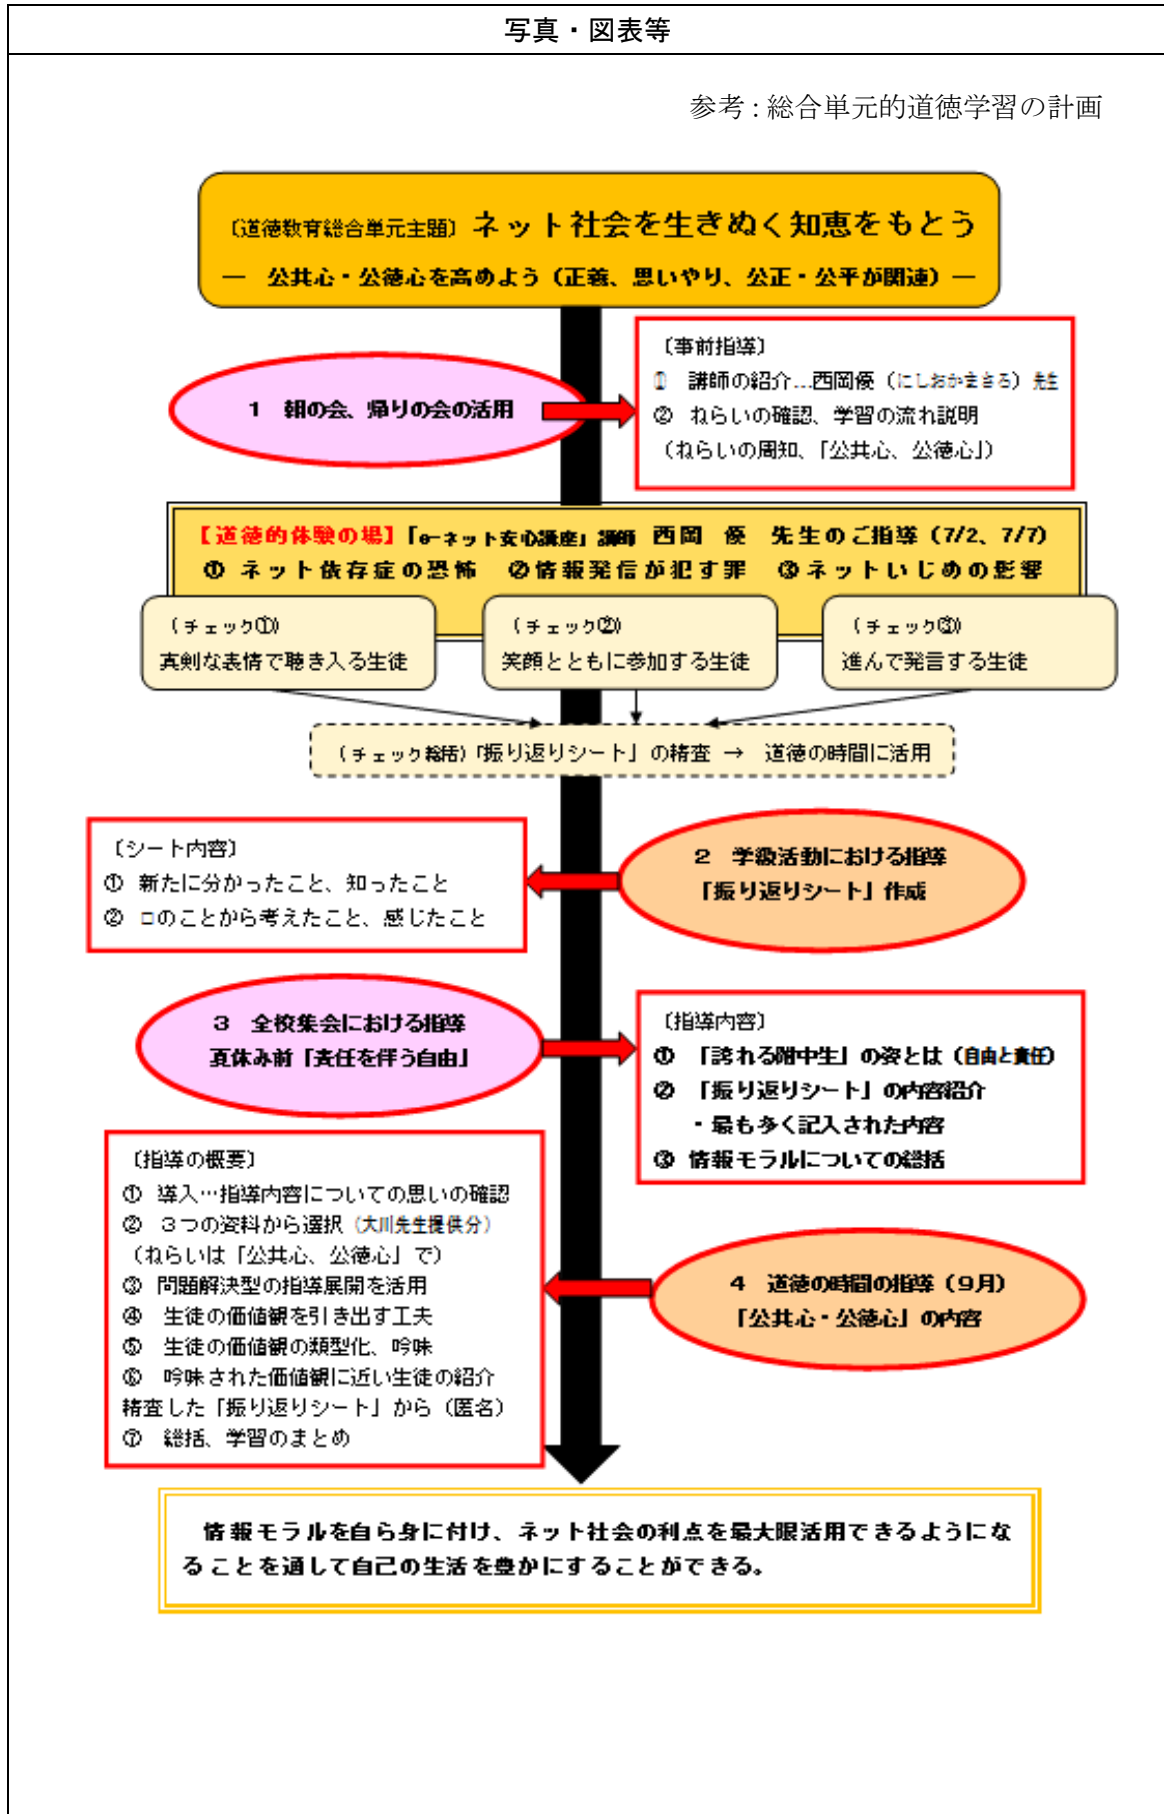 写真・図表等
参考:総合単元的道徳学習の計画
〔道徳教育総合単元主題〕ネット社会を生きぬく知恵をもとう
― 公共心・公徳心を高めよう(正義、思いやり、公正・公平が関連)―
1 朝の会、帰りの会の活用
〔事前指導〕
① 講師の紹介…西岡優(にしおかまさる)先生
② ねらいの確認、学習の流れ説明
(ねらいの周知、「公共心、公徳心」)
【道徳的体験の場】「e-ネット安心講座」講師 西岡 優 先生のご指導(7/2、7/7)
① ネット依存症の恐怖 ②情報発信が犯す罪 ③ネットいじめの影響
(チェック①)
真剣な表情で聴き入る生徒
(チェック②)
笑顔とともに参加する生徒
(チェック③)
進んで発言する生徒
(チェック総括)「振り返りシート」の精査 → 道徳の時間に活用
2 学級活動における指導
「振り返りシート」作成
〔シート内容〕
① 新たに分かったこと、知ったこと
② □のことから考えたこと、感じたこと
3 全校集会における指導
夏休み前「責任を伴う自由」
〔指導内容〕
① 「誇れる附中生」の姿とは(自由と責任)
② 「振り返りシート」の内容紹介
・最も多く記入された内容
③ 情報モラルについての総括
4 道徳の時間の指導(9月)
「公共心・公徳心」の内容
〔指導の概要〕
① 導入…指導内容についての思いの確認
② 3つの資料から選択(大川先生提供分)
(ねらいは「公共心、公徳心」で)
③ 問題解決型の指導展開を活用
④ 生徒の価値観を引き出す工夫
⑤ 生徒の価値観の類型化、吟味
⑥ 吟味された価値観に近い生徒の紹介
精査した「振り返りシート」から(匿名)
⑦ 総括、学習のまとめ
情報モラルを自ら身に付け、ネット社会の利点を最大限活用できるようにな
ることを通して自己の生活を豊かにすることができる。